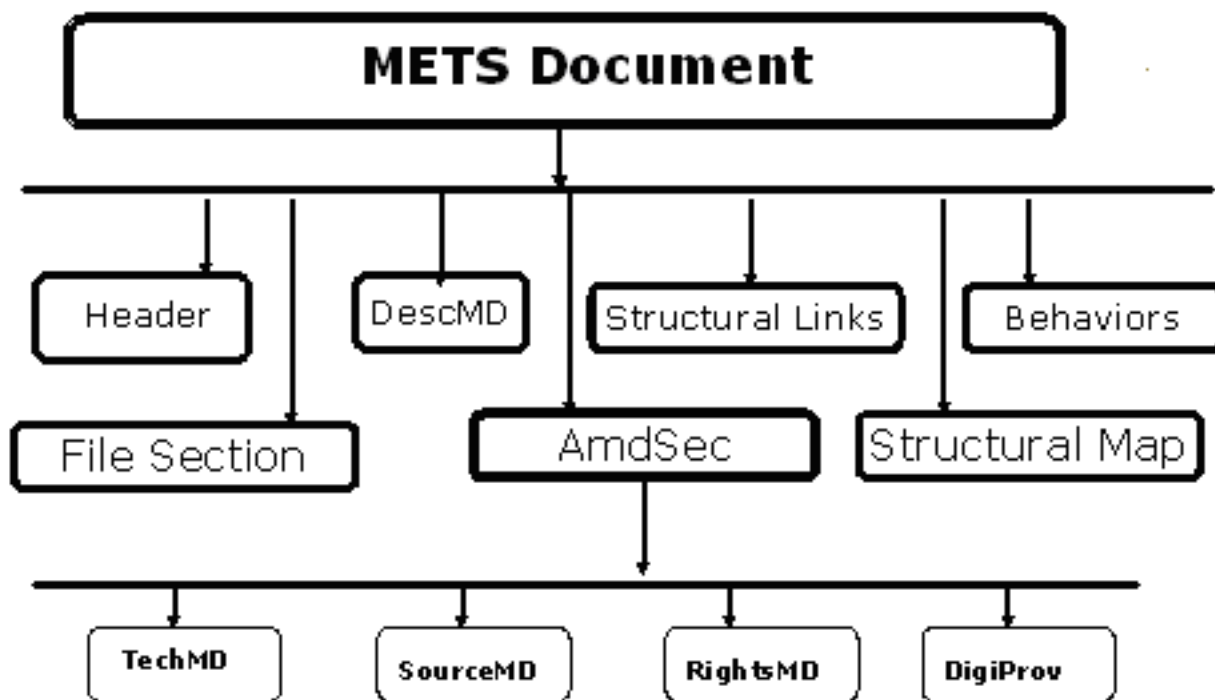 METS Document
Header
DescMD
Structural Links
Behaviors
File Section
AmdSec
Structural Map
TechMD
SourceMD
RightsMD
DigiProv